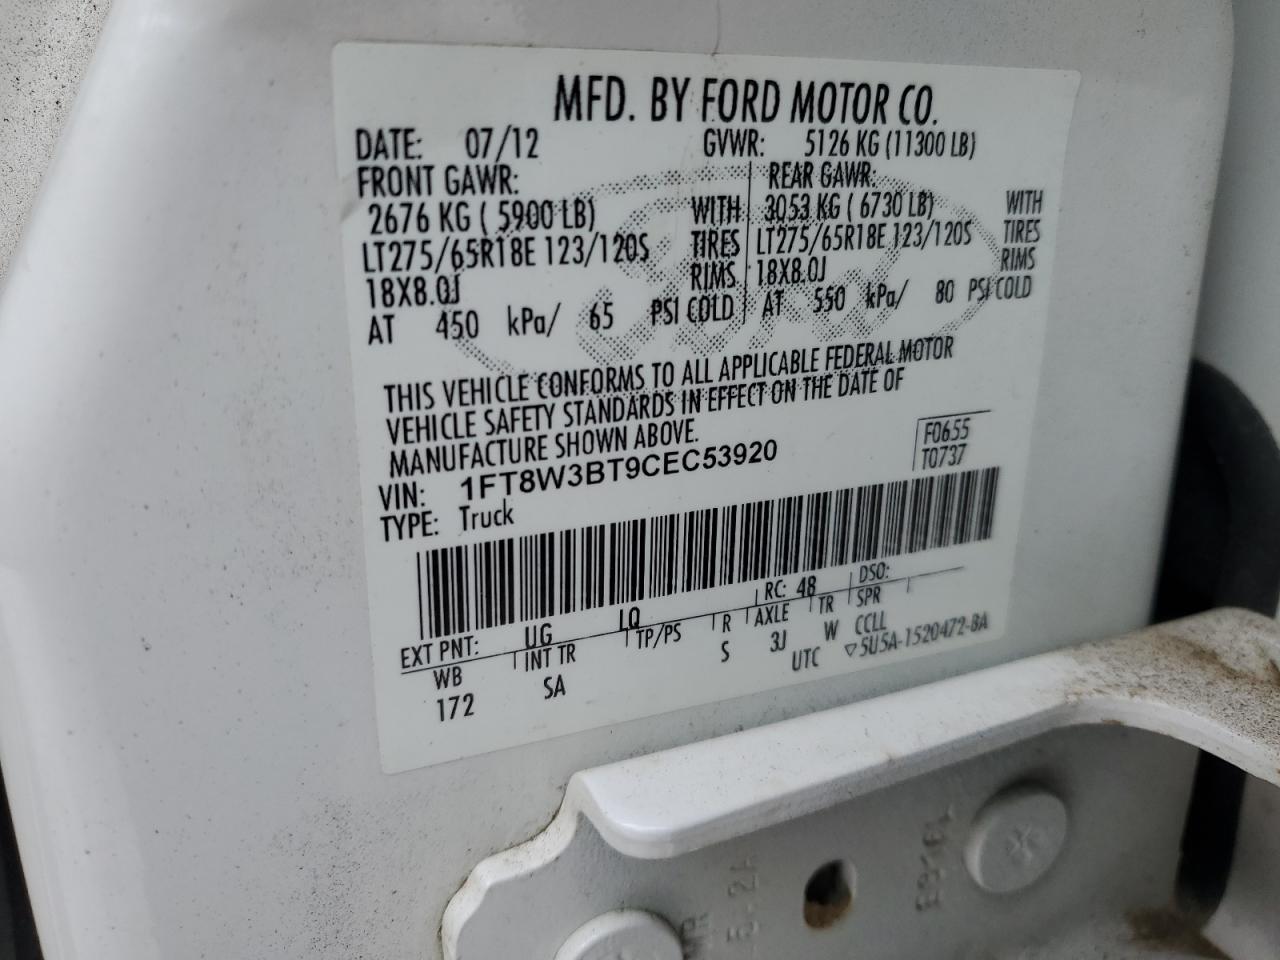 MFD. BY FORD MOTOR CO.
DATE: 07/12 GVWR: 5126 KG (11300 LB)
FRONT GAWR: REAR GAWR:
2676 KG ( 5900 LB) WITH 3053 KG ( 6730 LB) WITH
LT275/65R18E 123/120S TIRES LT275/65R18E 123/120S TIRES
18X8.0J RIMS 18X8.0J RIMS
AT 450 kPa/ 65 PSI COLD AT 550 kPa/ 80 PSI COLD
THIS VEHICLE CONFORMS TO ALL APPLICABLE FEDERAL MOTOR
VEHICLE SAFETY STANDARDS IN EFFECT ON THE DATE OF
MANUFACTURE SHOWN ABOVE.
F0655
T0737
VIN: 1FT8W3BT9CEC53920
TYPE: Truck
EXT PNT: UG LQ RC: 48 DSO:
WB INT TR TP/PS R AXLE TR SPR
172 SA S 3J W CCLL
UTC ▽5U5A-1520472-BA